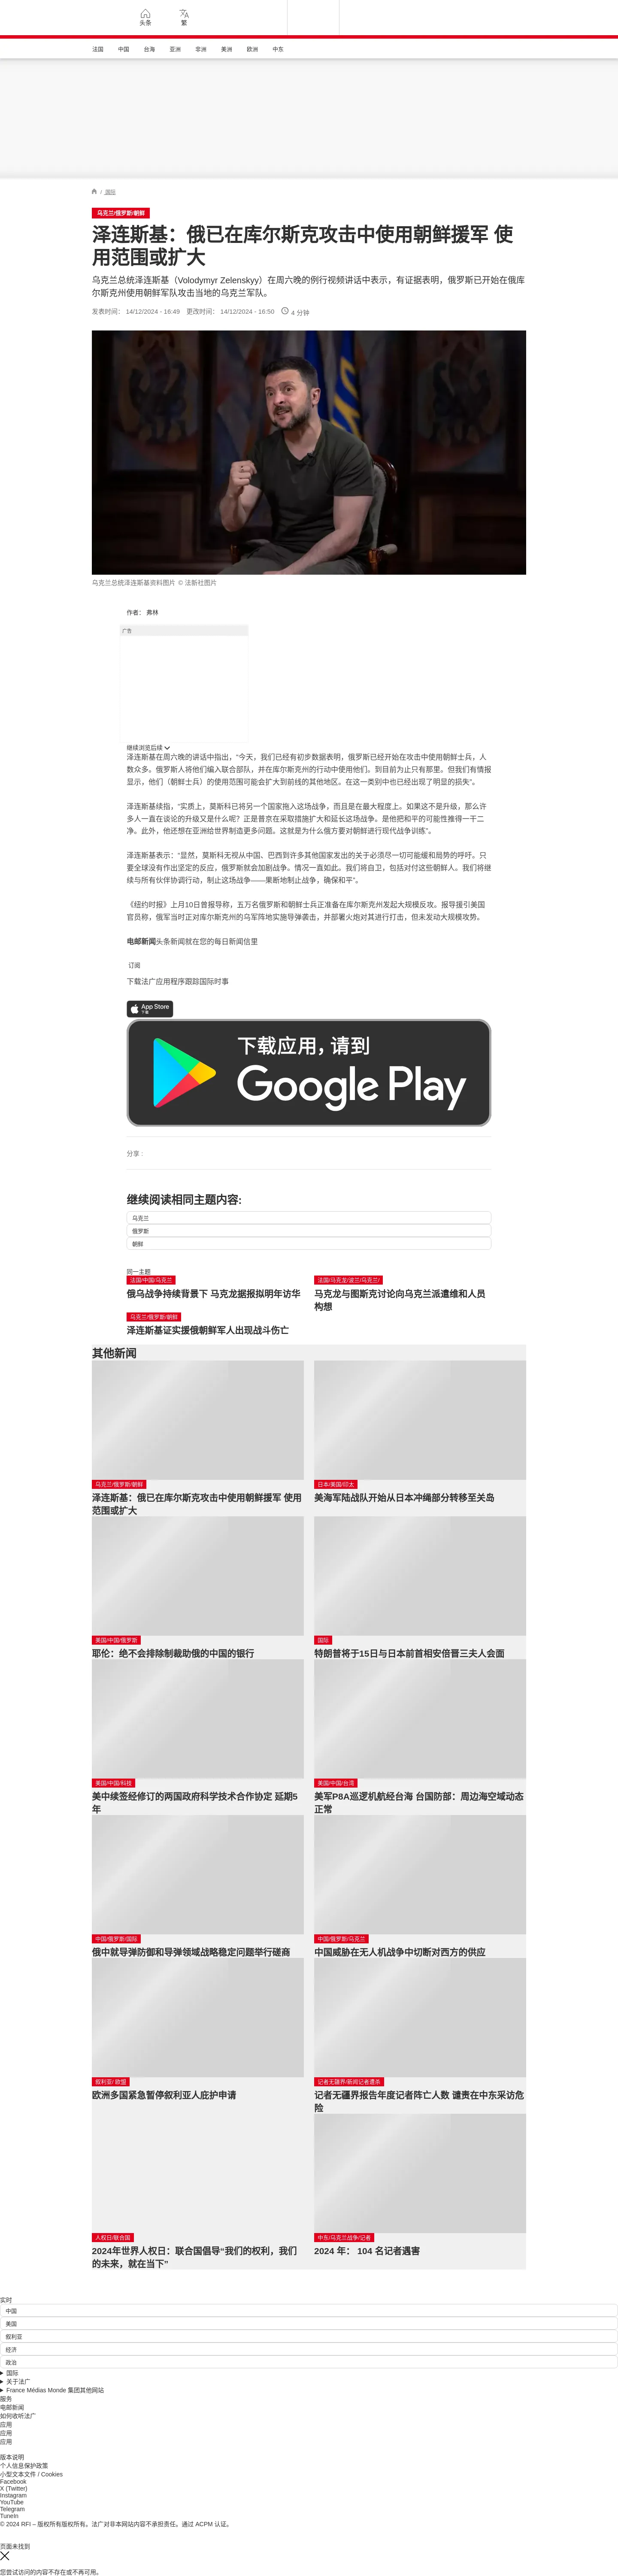 头条
繁
法国 中国 台海 亚洲 非洲 美洲 欧洲 中东
/ 国际
乌克兰/俄罗斯/朝鲜
泽连斯基：俄已在库尔斯克攻击中使用朝鲜援军 使
用范围或扩大
乌克兰总统泽连斯基（Volodymyr Zelenskyy）在周六晚的例行视频讲话中表示，有证据表明，俄罗斯已开始在俄库
尔斯克州使用朝鲜军队攻击当地的乌克兰军队。
发表时间： 14/12/2024 - 16:49 更改时间： 14/12/2024 - 16:50 4 分钟
乌克兰总统泽连斯基资料图片 © 法新社图片
作者： 弗林
广告
继续浏览后续
泽连斯基在周六晚的讲话中指出，“今天，我们已经有初步数据表明，俄罗斯已经开始在攻击中使用朝鲜士兵，人
数众多。俄罗斯人将他们编入联合部队，并在库尔斯克州的行动中使用他们。到目前为止只有那里。但我们有情报
显示，他们（朝鲜士兵）的使用范围可能会扩大到前线的其他地区。在这一类别中也已经出现了明显的损失”。
泽连斯基续指，“实质上，莫斯科已将另一个国家拖入这场战争，而且是在最大程度上。如果这不是升级，那么许
多人一直在谈论的升级又是什么呢？正是普京在采取措施扩大和延长这场战争。是他把和平的可能性推得一干二
净。此外，他还想在亚洲给世界制造更多问题。这就是为什么俄方要对朝鲜进行现代战争训练”。
泽连斯基表示：“显然，莫斯科无视从中国、巴西到许多其他国家发出的关于必须尽一切可能缓和局势的呼吁。只
要全球没有作出坚定的反应，俄罗斯就会加剧战争。情况一直如此。我们将自卫，包括对付这些朝鲜人。我们将继
续与所有伙伴协调行动，制止这场战争——果断地制止战争，确保和平”。
《纽约时报》上月10日曾报导称，五万名俄罗斯和朝鲜士兵正准备在库尔斯克州发起大规模反攻。报导援引美国
官员称，俄军当时正对库尔斯克州的乌军阵地实施导弹袭击，并部署火炮对其进行打击，但未发动大规模攻势。
电邮新闻头条新闻就在您的每日新闻信里
订阅
下载法广应用程序跟踪国际时事
App Store
下载
下载应用，请到
Google Play
分享 :
继续阅读相同主题内容:
乌克兰
俄罗斯
朝鲜
同一主题
法国/中国/乌克兰
俄乌战争持续背景下 马克龙据报拟明年访华
法国/马克龙/波兰/乌克兰/
马克龙与图斯克讨论向乌克兰派遣维和人员
构想
乌克兰/俄罗斯/朝鲜
泽连斯基证实援俄朝鲜军人出现战斗伤亡
其他新闻
乌克兰/俄罗斯/朝鲜
泽连斯基：俄已在库尔斯克攻击中使用朝鲜援军 使用
范围或扩大
日本/美国/印太
美海军陆战队开始从日本冲绳部分转移至关岛
美国/中国/俄罗斯
耶伦：绝不会排除制裁助俄的中国的银行
国际
特朗普将于15日与日本前首相安倍晋三夫人会面
美国/中国/科技
美中续签经修订的两国政府科学技术合作协定 延期5
年
美国/中国/台湾
美军P8A巡逻机航经台海 台国防部：周边海空域动态
正常
中国/俄罗斯/国际
俄中就导弹防御和导弹领域战略稳定问题举行磋商
中国/俄罗斯/乌克兰
中国威胁在无人机战争中切断对西方的供应
叙利亚/ 欧盟
欧洲多国紧急暂停叙利亚人庇护申请
记者无疆界/新闻记者遭杀
记者无疆界报告年度记者阵亡人数 谴责在中东采访危
险
人权日/联合国
2024年世界人权日：联合国倡导“我们的权利，我们
的未来，就在当下”
中东/乌克兰战争/记者
2024 年： 104 名记者遇害
实时
中国
美国
叙利亚
经济
政治
国际
关于法广
France Médias Monde 集团其他网站
服务
电邮新闻
如何收听法广
应用
应用
应用
版本说明
个人信息保护政策
小型文本文件 / Cookies
Facebook
X (Twitter)
Instagram
YouTube
Telegram
TuneIn
© 2024 RFI – 版权所有版权所有。法广对非本网站内容不承担责任。通过 ACPM 认证。
页面未找到
您尝试访问的内容不存在或不再可用。